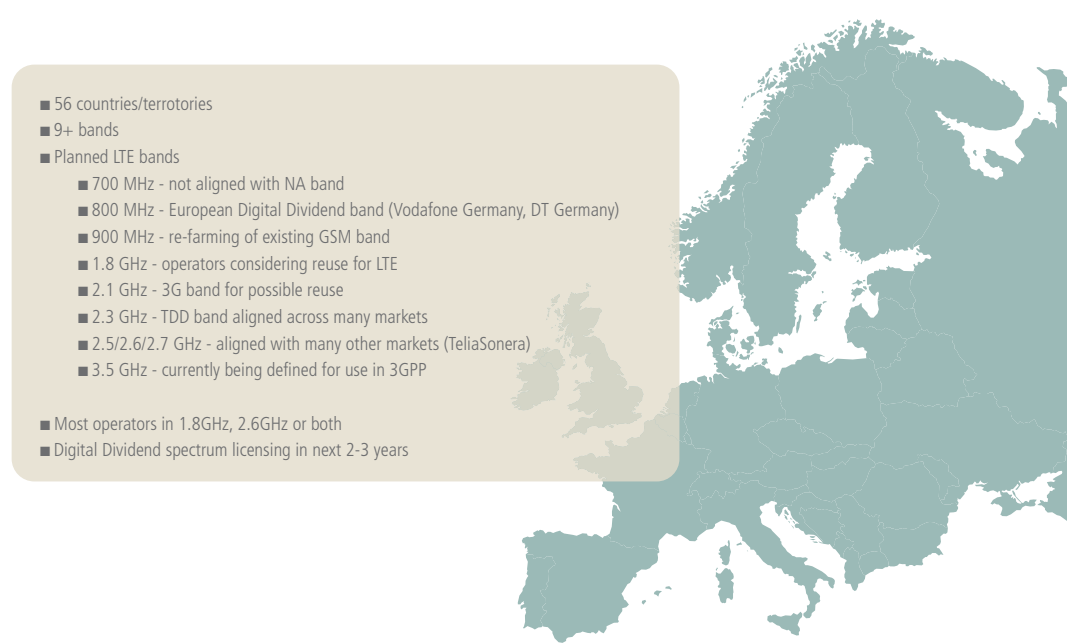 ■ 56 countries/terrotories
■ 9+ bands
■ Planned LTE bands
■ 700 MHz - not aligned with NA band
■ 800 MHz - European Digital Dividend band (Vodafone Germany, DT Germany)
■ 900 MHz - re-farming of existing GSM band
■ 1.8 GHz - operators considering reuse for LTE
■ 2.1 GHz - 3G band for possible reuse
■ 2.3 GHz - TDD band aligned across many markets
■ 2.5/2.6/2.7 GHz - aligned with many other markets (TeliaSonera)
■ 3.5 GHz - currently being defined for use in 3GPP
■ Most operators in 1.8GHz, 2.6GHz or both
■ Digital Dividend spectrum licensing in next 2-3 years